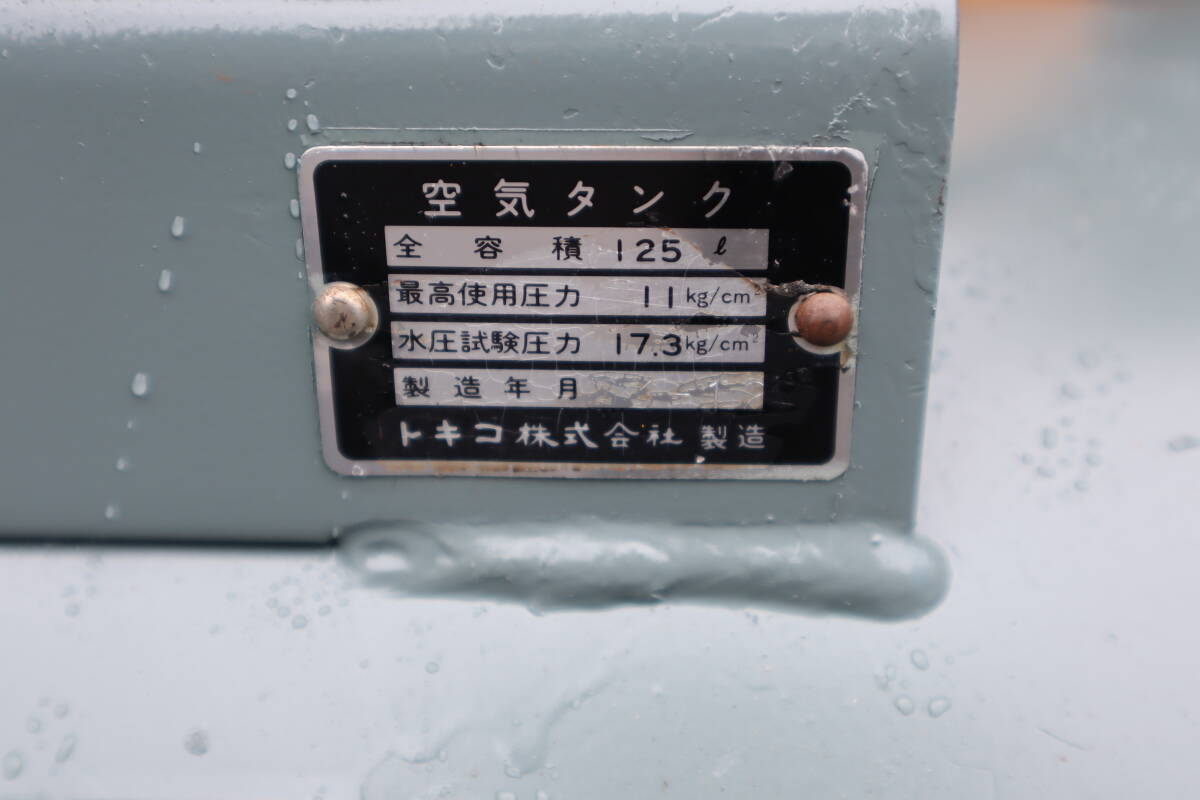 空気タンク
全容積 125 ℓ
最高使用圧力 11 kg/cm²
水圧試験圧力 17.3 kg/cm²
製造年月
トキコ株式会社 製造